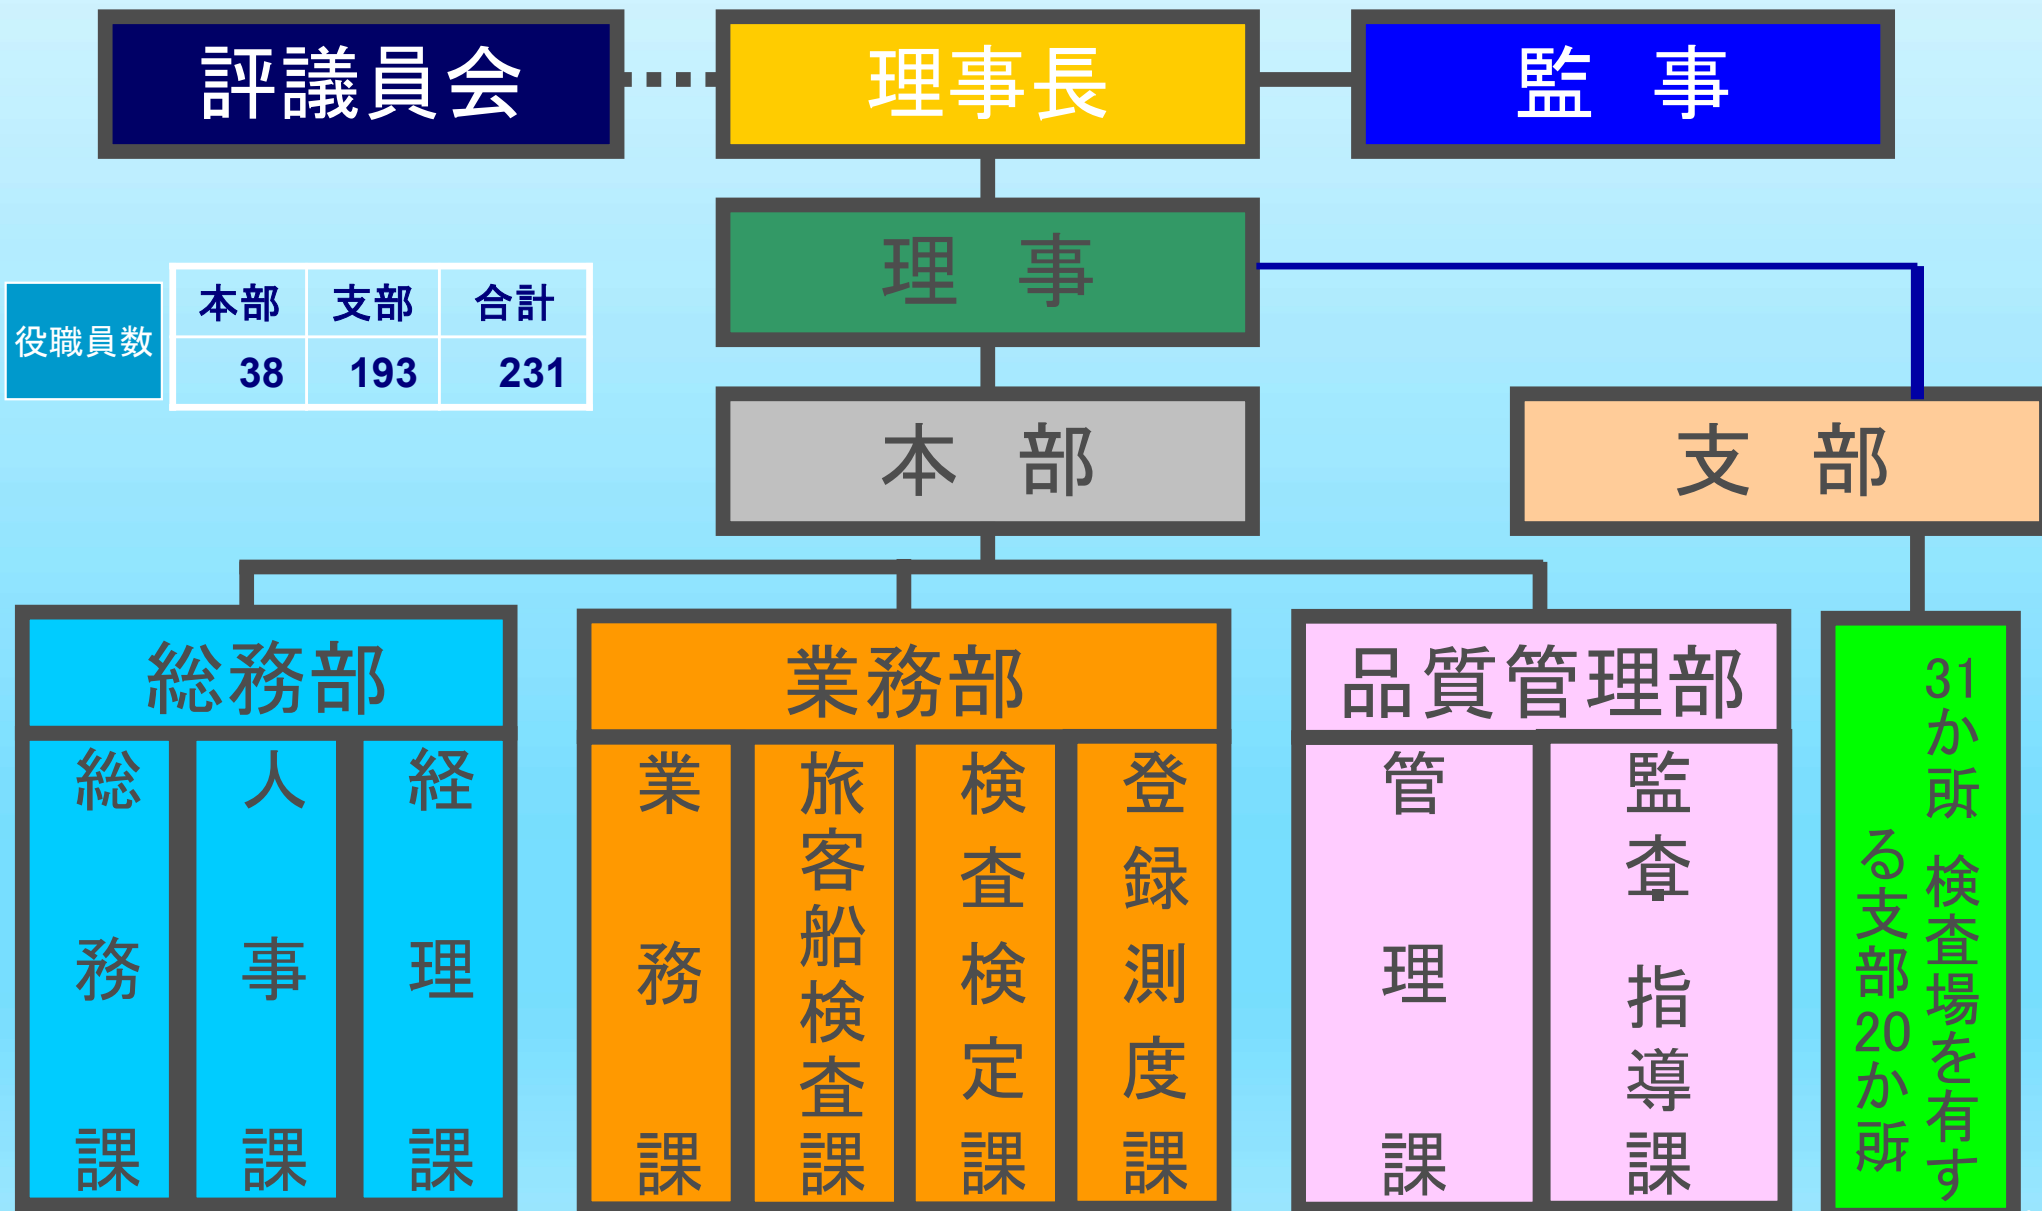 評議員会
理事長
監　事
理　事
役職員数
本部 支部 合計
38 193 231
本　部
支　部
総務部
総務課
人事課
経理課
業務部
業務課
旅客船検査課
検査検定課
登録測度課
品質管理部
管理課
監査・指導課
31か所 検査場を有す
る支部20か所